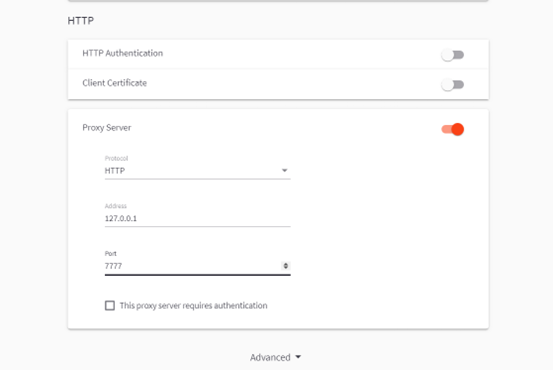 HTTP
HTTP Authentication
Client Certificate
Proxy Server
Protocol
HTTP
Address
127.0.0.1
Port
7777
This proxy server requires authentication
Advanced